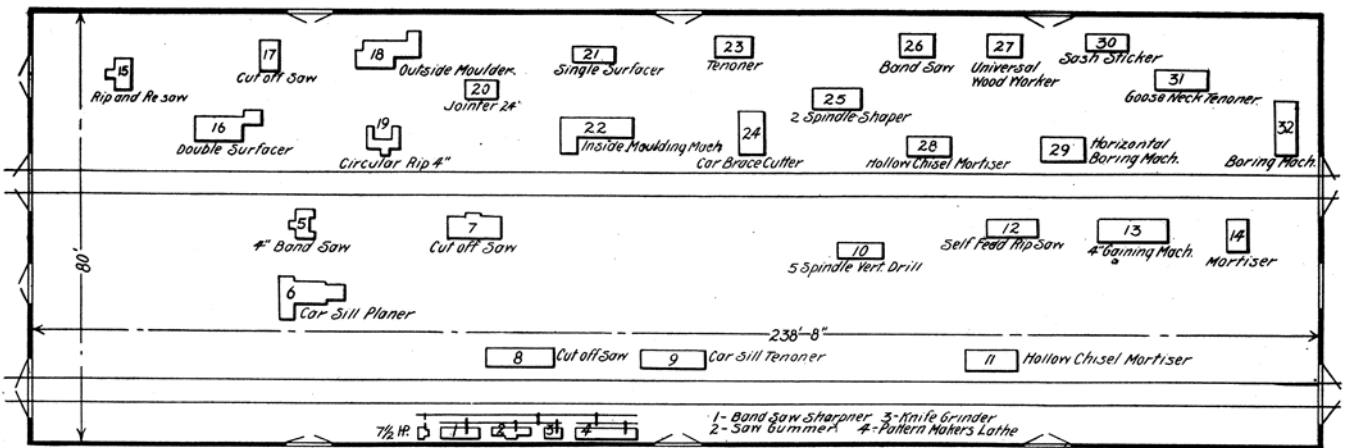 17
Cut off Saw
18
Outside Moulder.
21
Single Surfacer
23
Tenoner
26
Band Saw
27
Universal
Wood Worker
30
Sash Sticker
15
Rip and Re saw
20
Jointer 24"
25
2 Spindle Shaper
31
Goose Neck Tenoner.
16
Double Surfacer
19
Circular Rip 4"
22
Inside Moulding Mach
24
Car Brace Cutter
28
Hollow Chisel Mortiser
29
Horizontal
Boring Mach.
32
Boring Mach.
80'
5
4" Band Saw
7
Cut off Saw
10
5 Spindle Vert. Drill
12
Self Feed Rip Saw
13
4" Gaining Mach.
14
Mortiser
6
Car Sill Planer
238'-8"
8
Cut off Saw
9
Car Sill Tenoner
11
Hollow Chisel Mortiser
7½ HP.
1
2
3
4
1- Band Saw Sharpner 3-Knife Grinder
2- Saw Gummer 4-Pattern Makers Lathe